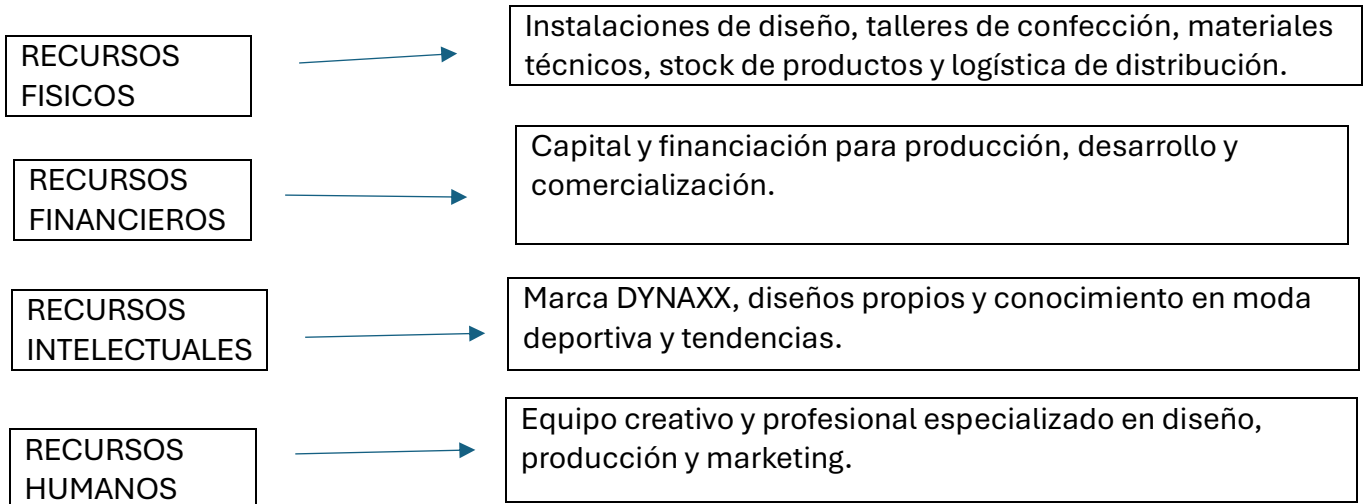 RECURSOS
FISICOS
Instalaciones de diseño, talleres de confección, materiales
técnicos, stock de productos y logística de distribución.
RECURSOS
FINANCIEROS
Capital y financiación para producción, desarrollo y
comercialización.
RECURSOS
INTELECTUALES
Marca DYNAXX, diseños propios y conocimiento en moda
deportiva y tendencias.
RECURSOS
HUMANOS
Equipo creativo y profesional especializado en diseño,
producción y marketing.